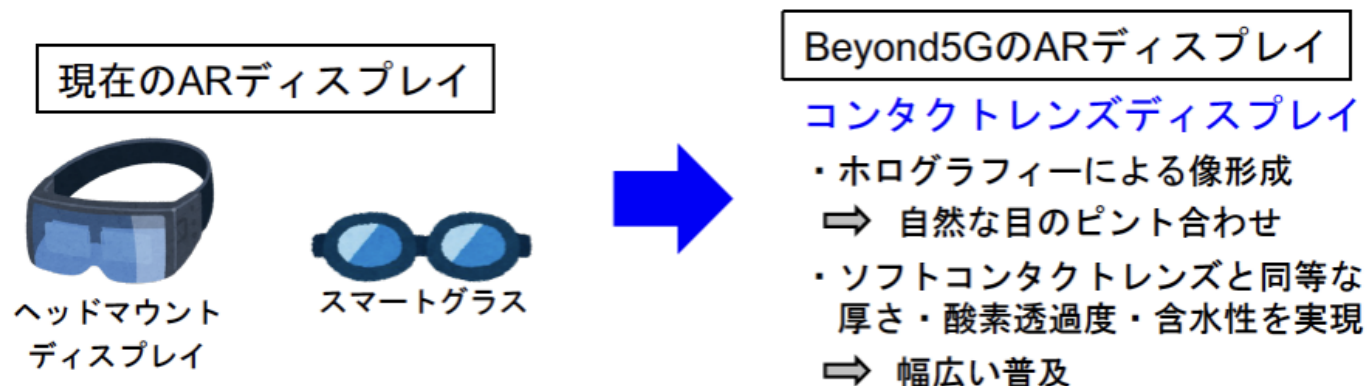 現在のARディスプレイ
ヘッドマウント
ディスプレイ
スマートグラス
Beyond5GのARディスプレイ
コンタクトレンズディスプレイ
・ホログラフィーによる像形成
⇨ 自然な目のピント合わせ
・ソフトコンタクトレンズと同等な
厚さ・酸素透過度・含水性を実現
⇨ 幅広い普及